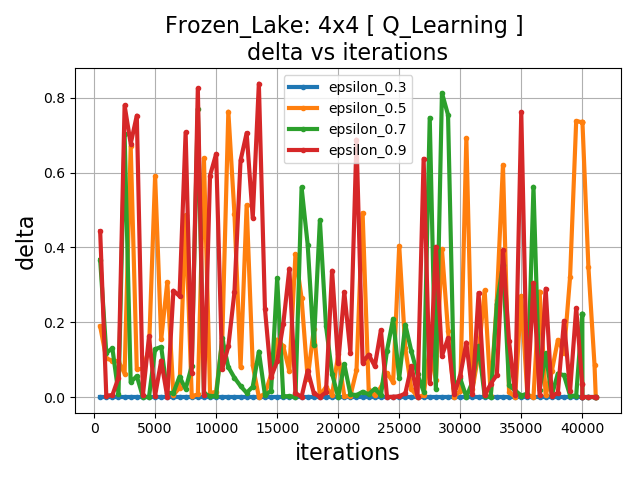 Frozen_Lake: 4x4 [ Q_Learning ]
delta vs iterations
epsilon_0.3
epsilon_0.5
epsilon_0.7
epsilon_0.9
delta
0.8
0.6
0.4
0.2
0.0
0 5000 10000 15000 20000 25000 30000 35000 40000
iterations